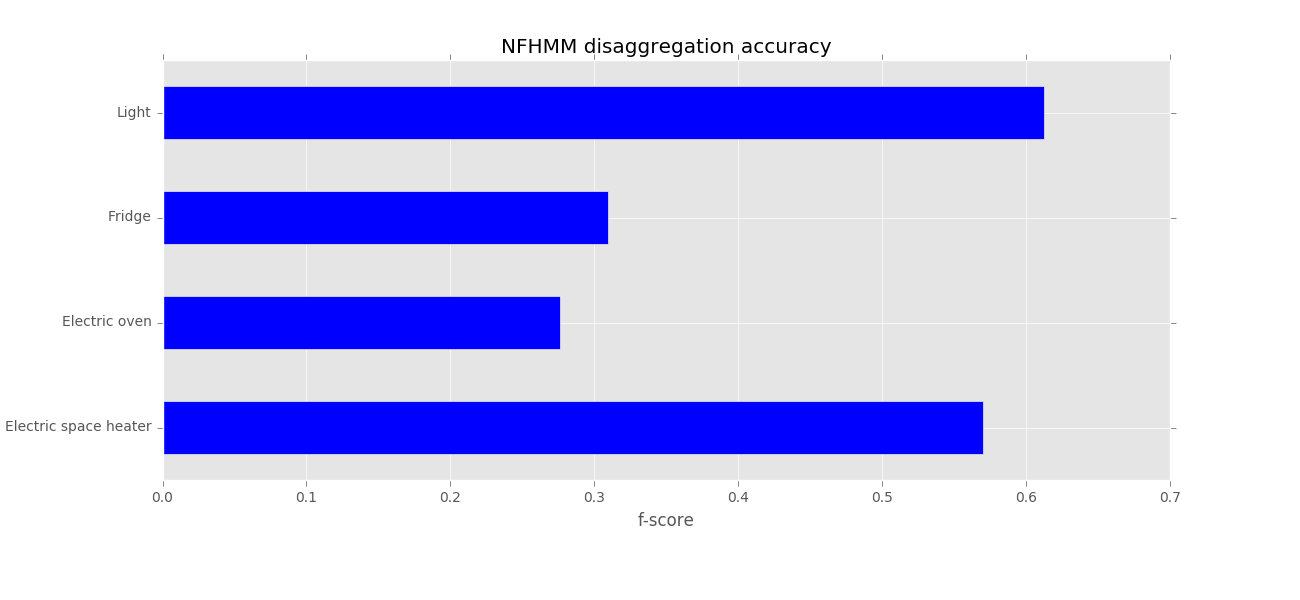 NFHMM disaggregation accuracy
Light
Fridge
Electric oven
Electric space heater
0.0 0.1 0.2 0.3 0.4 0.5 0.6 0.7
f-score